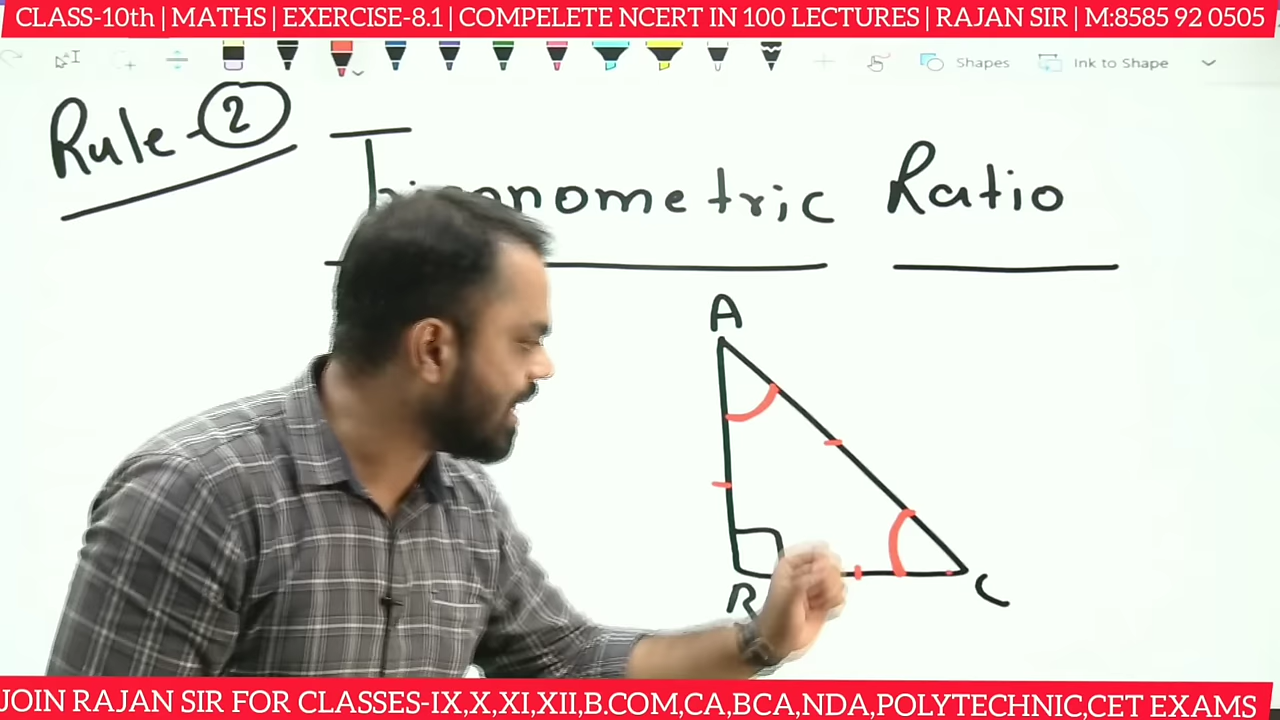 CLASS-10th | MATHS | EXERCISE-8.1 | COMPELETE NCERT IN 100 LECTURES | RAJAN SIR | M:8585 92 0505
Shapes Ink to Shape
Rule-2
Trigonometric Ratio
A
B C
JOIN RAJAN SIR FOR CLASSES-IX,X,XI,XII,B.COM,CA,BCA,NDA,POLYTECHNIC,CET EXAMS